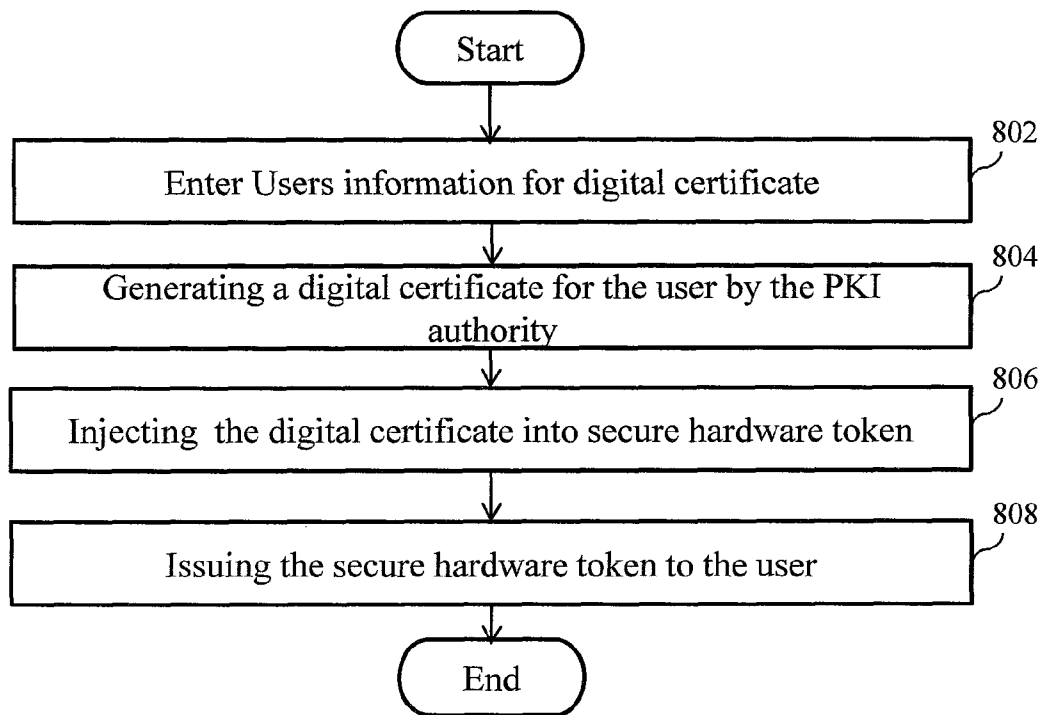 Start
802
Enter Users information for digital certificate
804
Generating a digital certificate for the user by the PKI
authority
806
Injecting the digital certificate into secure hardware token
808
Issuing the secure hardware token to the user
End